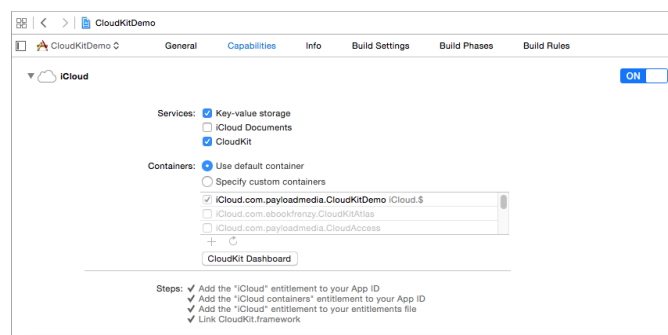 CloudKitDemo
CloudKitDemo General Capabilities Info Build Settings Build Phases Build Rules
iCloud ON
Services: Key-value storage
iCloud Documents
CloudKit
Containers: Use default container
Specify custom containers
iCloud.com.payloadmedia.CloudKitDemo iCloud.$
iCloud.com.ebookfrenzy.CloudKitAtlas
iCloud.com.payloadmedia.CloudAccess
CloudKit Dashboard
Steps: ✔ Add the "iCloud" entitlement to your App ID
✔ Add the "iCloud containers" entitlement to your App ID
✔ Add the "iCloud" entitlement to your entitlements file
✔ Link CloudKit.framework